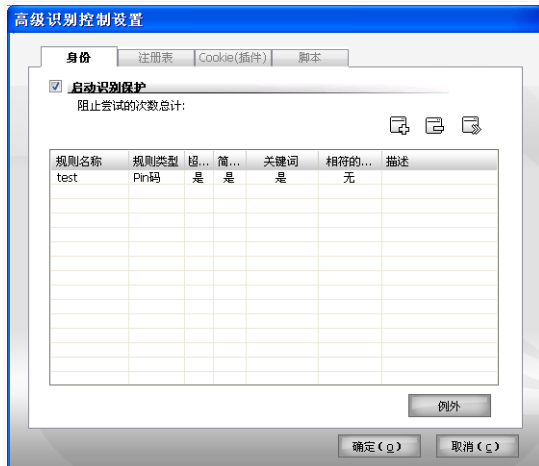 高级识别控制设置
身份 注册表 Cookie(插件) 脚本
启动识别保护
阻止尝试的次数总计:
规则名称 规则类型 招... 简... 关键词 相符的... 描述
test Pin码 是 是 是 无
例外
确定(o) 取消(c)